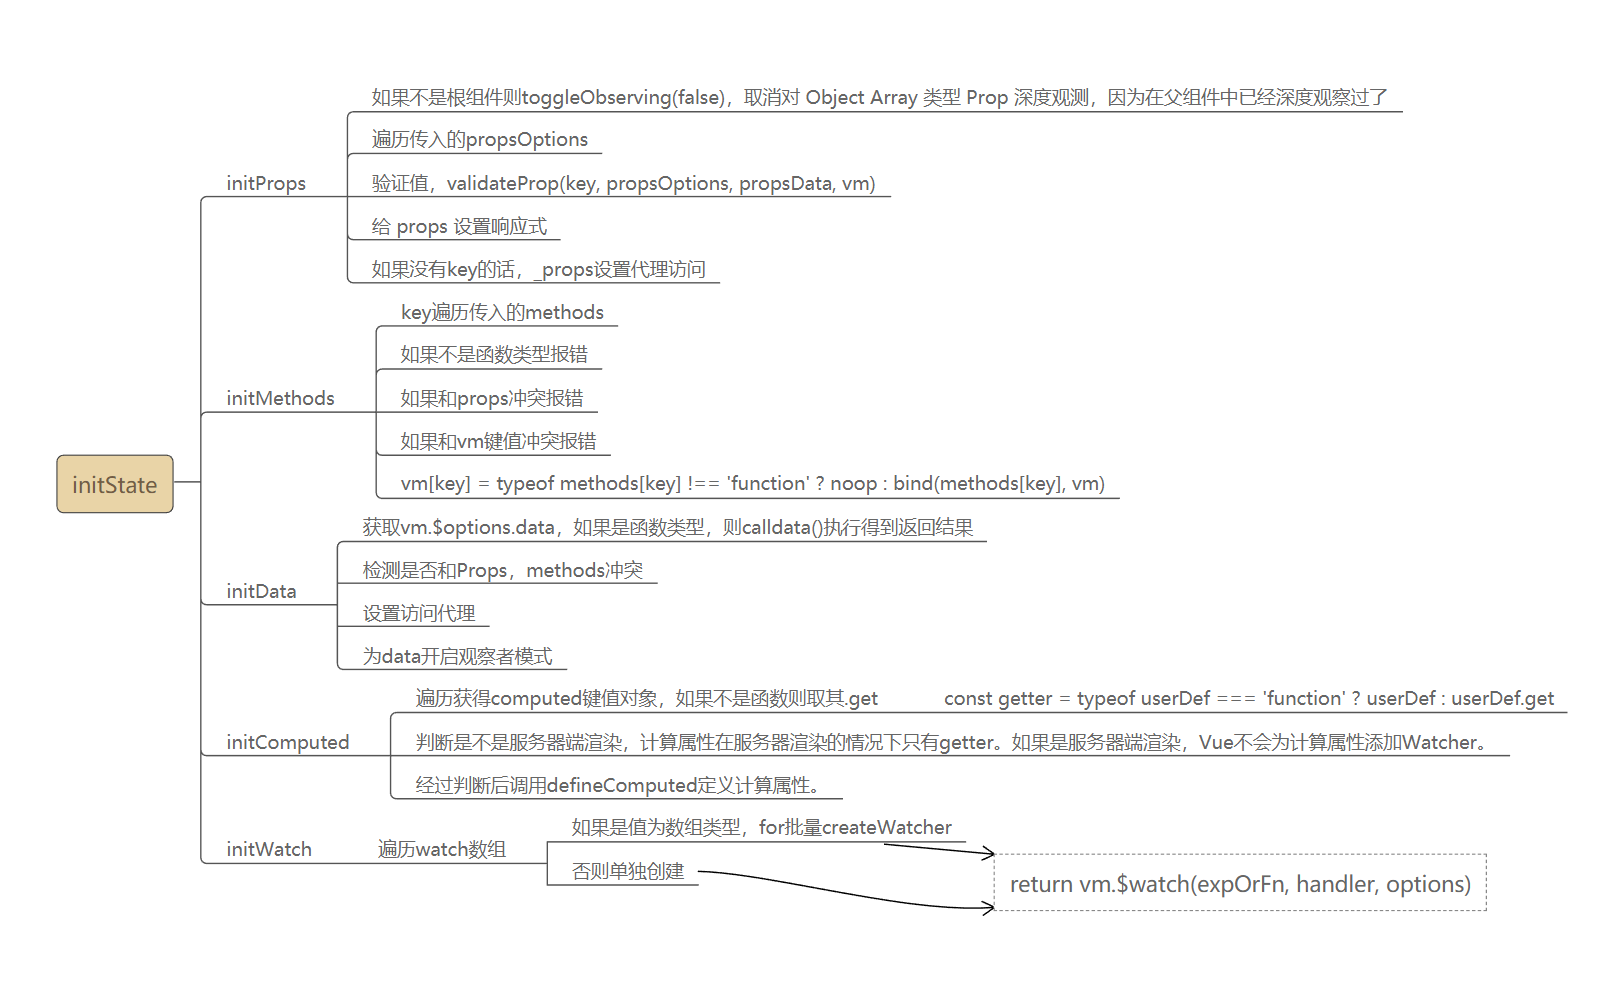 initState
initProps
如果不是根组件则toggleObserving(false)，取消对 Object Array 类型 Prop 深度观测，因为在父组件中已经深度观察过了
遍历传入的propsOptions
验证值，validateProp(key, propsOptions, propsData, vm)
给 props 设置响应式
如果没有key的话，_props设置代理访问
initMethods
key遍历传入的methods
如果不是函数类型报错
如果和props冲突报错
如果和vm键值冲突报错
vm[key] = typeof methods[key] !== 'function' ? noop : bind(methods[key], vm)
initData
获取vm.$options.data，如果是函数类型，则calldata()执行得到返回结果
检测是否和Props，methods冲突
设置访问代理
为data开启观察者模式
initComputed
遍历获得computed键值对象，如果不是函数则取其.get
const getter = typeof userDef === 'function' ? userDef : userDef.get
判断是不是服务器端渲染，计算属性在服务器渲染的情况下只有getter。如果是服务器端渲染，Vue不会为计算属性添加Watcher。
经过判断后调用defineComputed定义计算属性。
initWatch
遍历watch数组
如果是值为数组类型，for批量createWatcher
否则单独创建
return vm.$watch(expOrFn, handler, options)